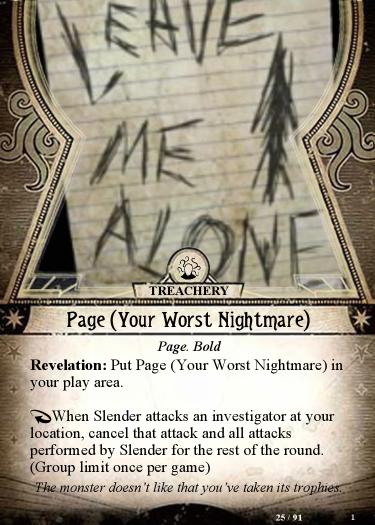 LEAVE
ME
ALONE
TREACHERY
Page (Your Worst Nightmare)
Page. Bold
Revelation: Put Page (Your Worst Nightmare) in
your play area.
When Slender attacks an investigator at your
location, cancel that attack and all attacks
performed by Slender for the rest of the round.
(Group limit once per game)
The monster doesn't like that you've taken its trophies.
25 / 91
1